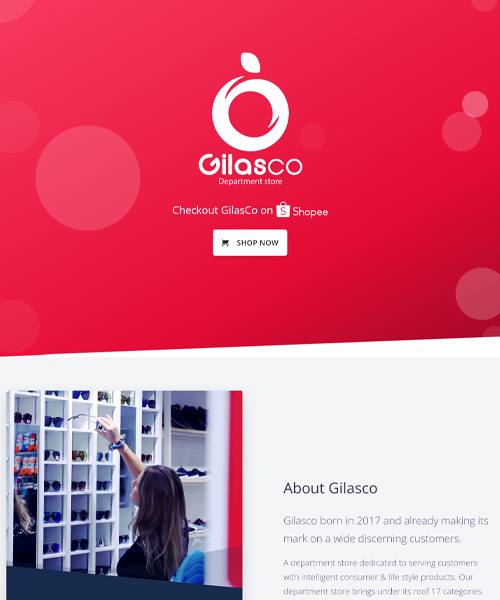 Gilasco
Department store
Checkout GilasCo on Shopee
SHOP NOW
About Gilasco
Gilasco born in 2017 and already making its
mark on a wide discerning customers.
A department store dedicated to serving customers
with intelligent consumer & life style products. Our
department store brings under its roof 17 categories